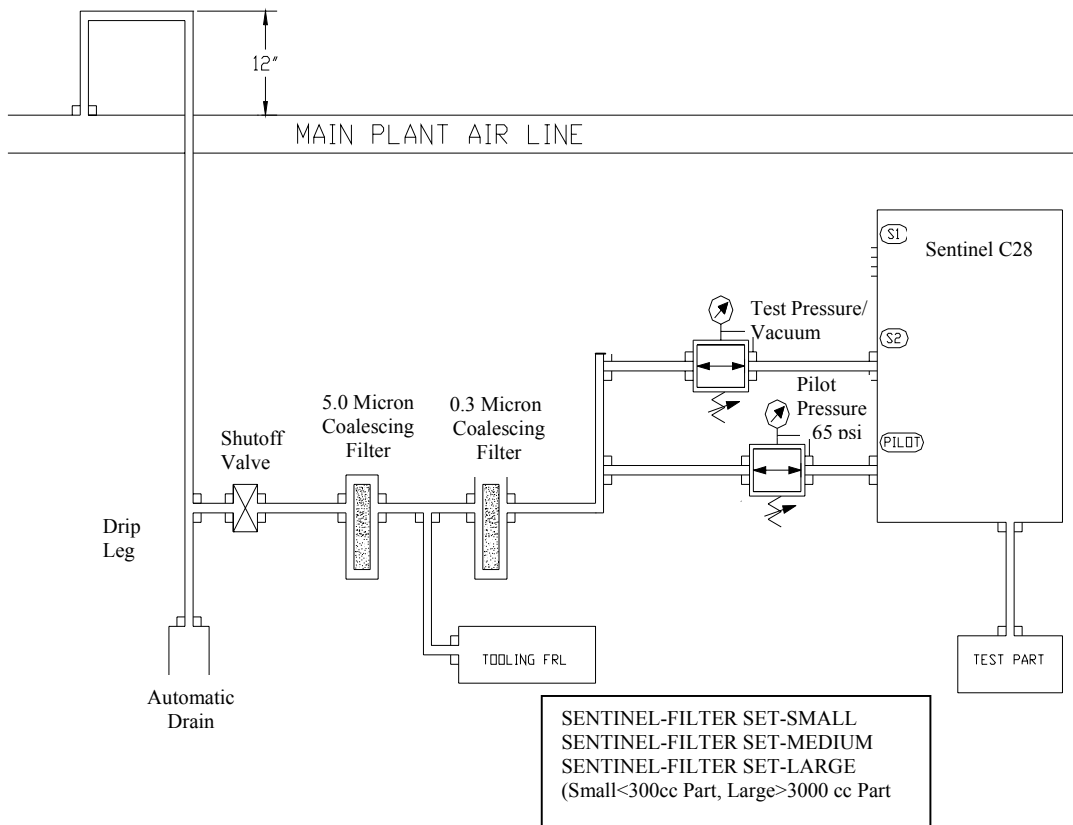 12"
MAIN PLANT AIR LINE
S1
Sentinel C28
Test Pressure/
Vacuum
S2
Pilot
Pressure
65 psi
PILOT
5.0 Micron
Coalescing
Filter
0.3 Micron
Coalescing
Filter
Shutoff
Valve
Drip
Leg
TOOLING FRL
TEST PART
Automatic
Drain
SENTINEL-FILTER SET-SMALL
SENTINEL-FILTER SET-MEDIUM
SENTINEL-FILTER SET-LARGE
(Small<300cc Part, Large>3000 cc Part